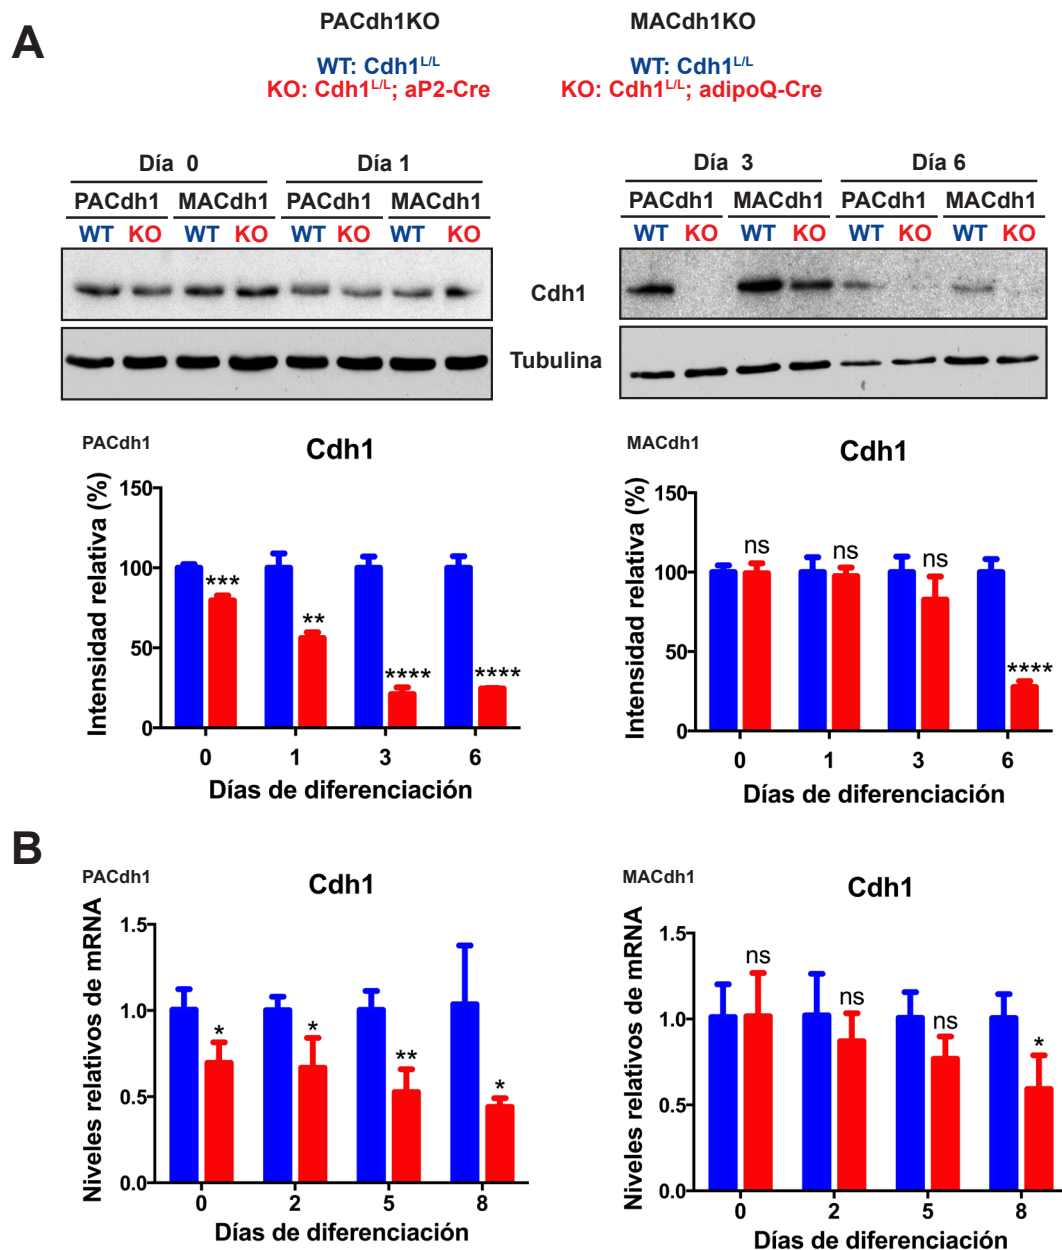 A
PACdh1KO
MACdh1KO
WT: Cdh1L/L
WT: Cdh1L/L
KO: Cdh1L/L; aP2-Cre
KO: Cdh1L/L; adipoQ-Cre
Día 0
Día 1
Día 3
Día 6
PACdh1 MACdh1 PACdh1 MACdh1
PACdh1 MACdh1 PACdh1 MACdh1
WT KO WT KO WT KO WT KO
WT KO WT KO WT KO WT KO
Cdh1
Tubulina
PACdh1
Cdh1
Intensidad relativa (%)
150
100
50
0
***
**
****
****
0 1 3 6
Días de diferenciación
MACdh1
Cdh1
Intensidad relativa (%)
150
100
50
0
ns
ns
ns
****
0 1 3 6
Días de diferenciación
B
PACdh1
Cdh1
Niveles relativos de mRNA
1.5
1.0
0.5
0.0
*
*
**
*
0 2 5 8
Días de diferenciación
MACdh1
Cdh1
Niveles relativos de mRNA
1.5
1.0
0.5
0.0
ns
ns
ns
*
0 2 5 8
Días de diferenciación